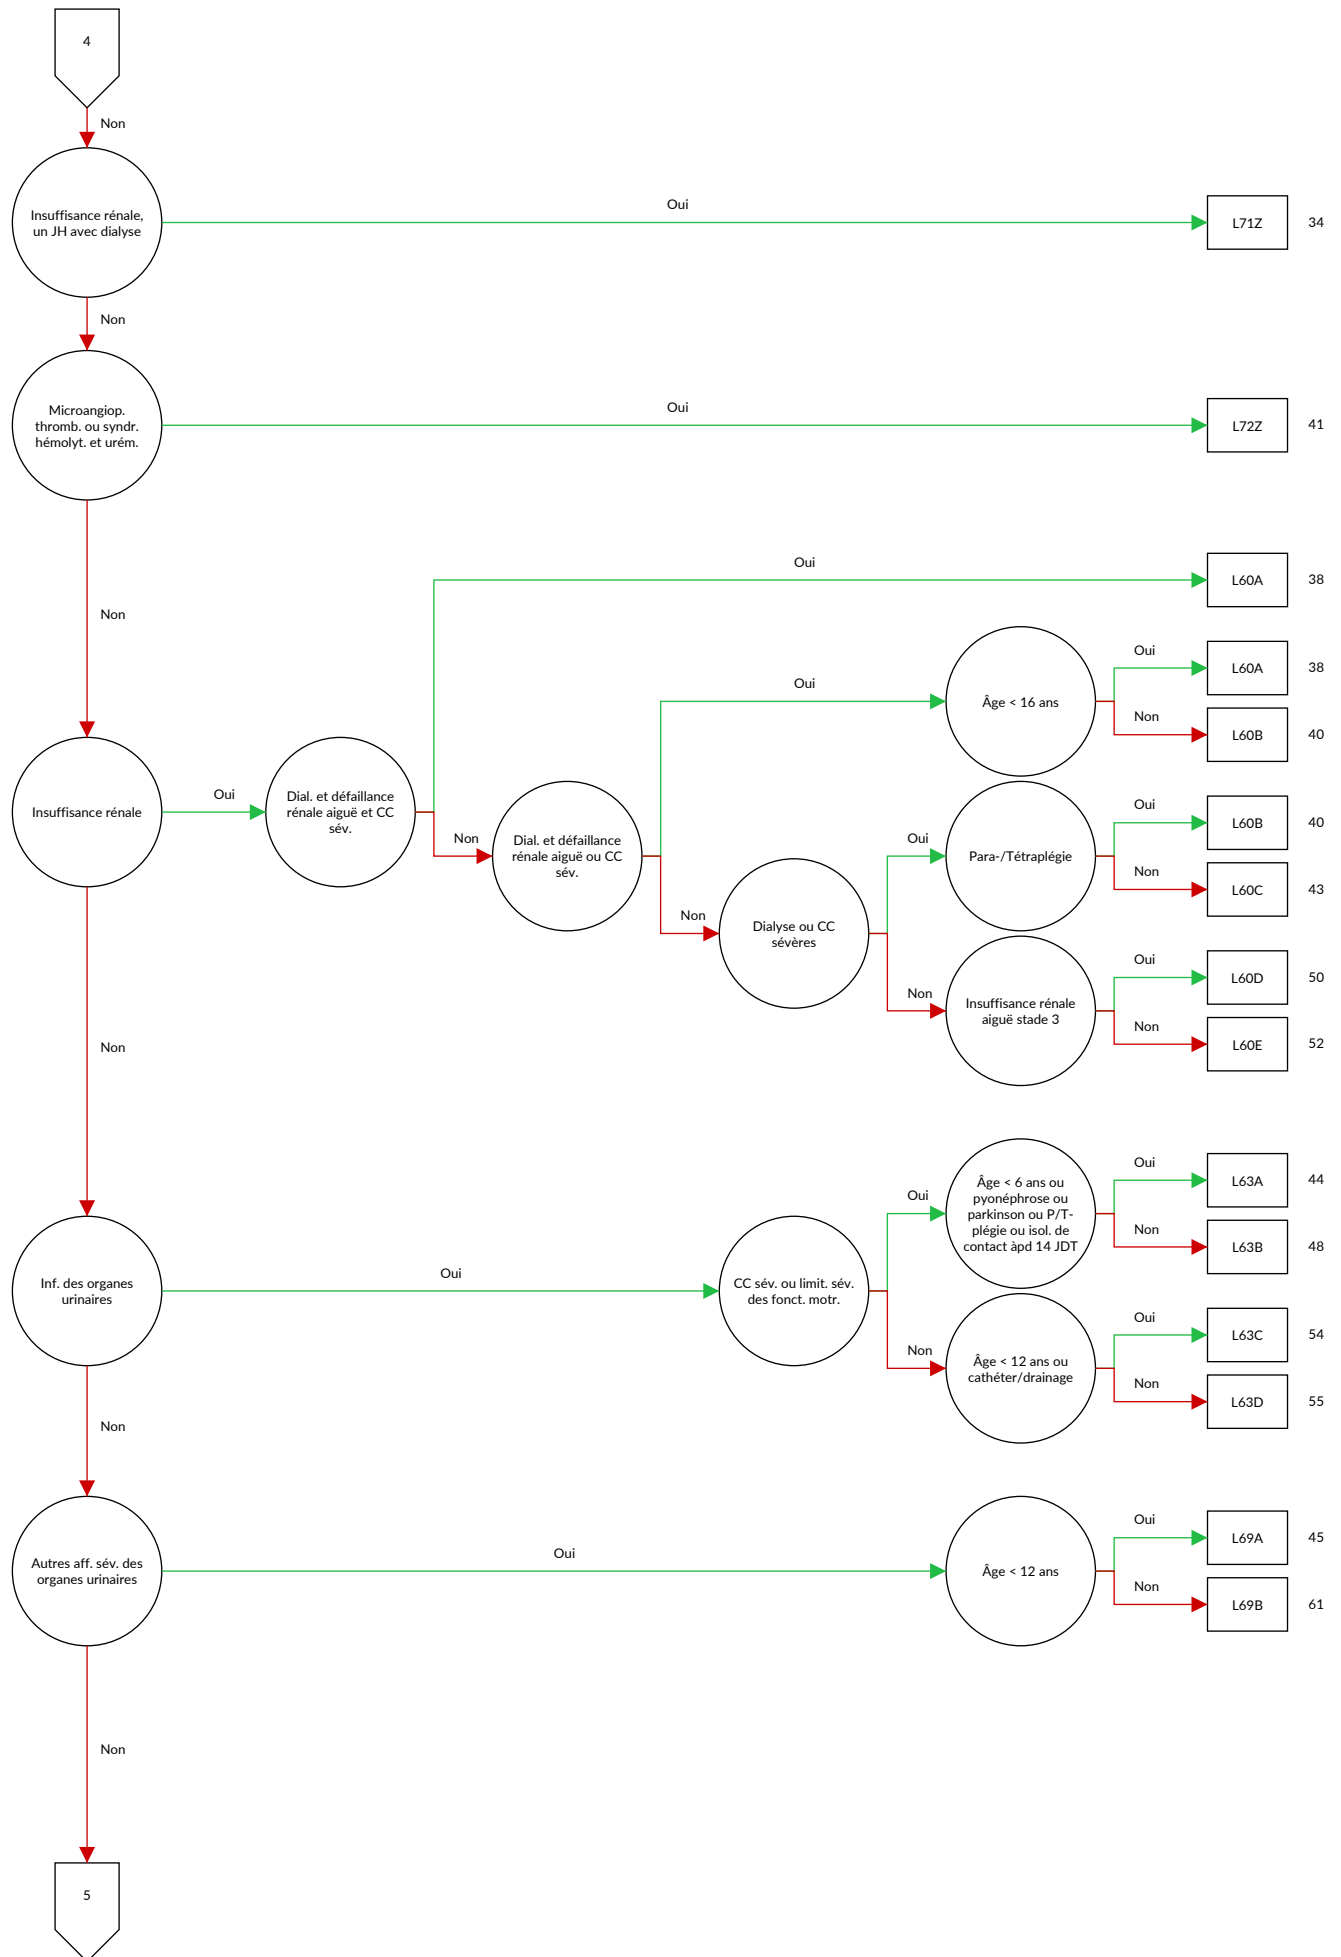 4
Non
Insuffisance rénale,
un JH avec dialyse
Oui
L71Z
34
Non
Microangiop.
thromb. ou syndr.
hémolyt. et urém.
Oui
L72Z
41
Non
Oui
L60A
38
Oui
Âge < 16 ans
Oui
L60A
38
Non
L60B
40
Insuffisance rénale
Oui
Dial. et défaillance
rénale aiguë et CC
sév.
Non
Dial. et défaillance
rénale aiguë ou CC
sév.
Non
Dialyse ou CC
sévères
Oui
Para-/Tétraplégie
Oui
L60B
40
Non
L60C
43
Non
Insuffisance rénale
aiguë stade 3
Oui
L60D
50
Non
L60E
52
Non
Inf. des organes
urinaires
Oui
CC sév. ou limit. sév.
des fonct. motr.
Oui
Âge < 6 ans ou
pyonéphrose ou
parkinson ou P/T-
plégie ou isol. de
contact àpd 14 JDT
Oui
L63A
44
Non
L63B
48
Non
Âge < 12 ans ou
cathéter/drainage
Oui
L63C
54
Non
L63D
55
Non
Autres aff. sév. des
organes urinaires
Oui
Âge < 12 ans
Oui
L69A
45
Non
L69B
61
Non
5